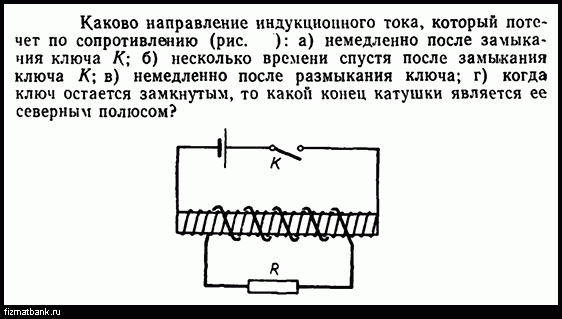 Каково направление индукционного тока, который поте-
чет по сопротивлению (рис. ): а) немедленно после замыка-
ния ключа K; б) несколько времени спустя после замыкания
ключа K; в) немедленно после размыкания ключа; г) когда
ключ остается замкнутым, то какой конец катушки является ее
северным полюсом?
K
R
fizmatbank.ru